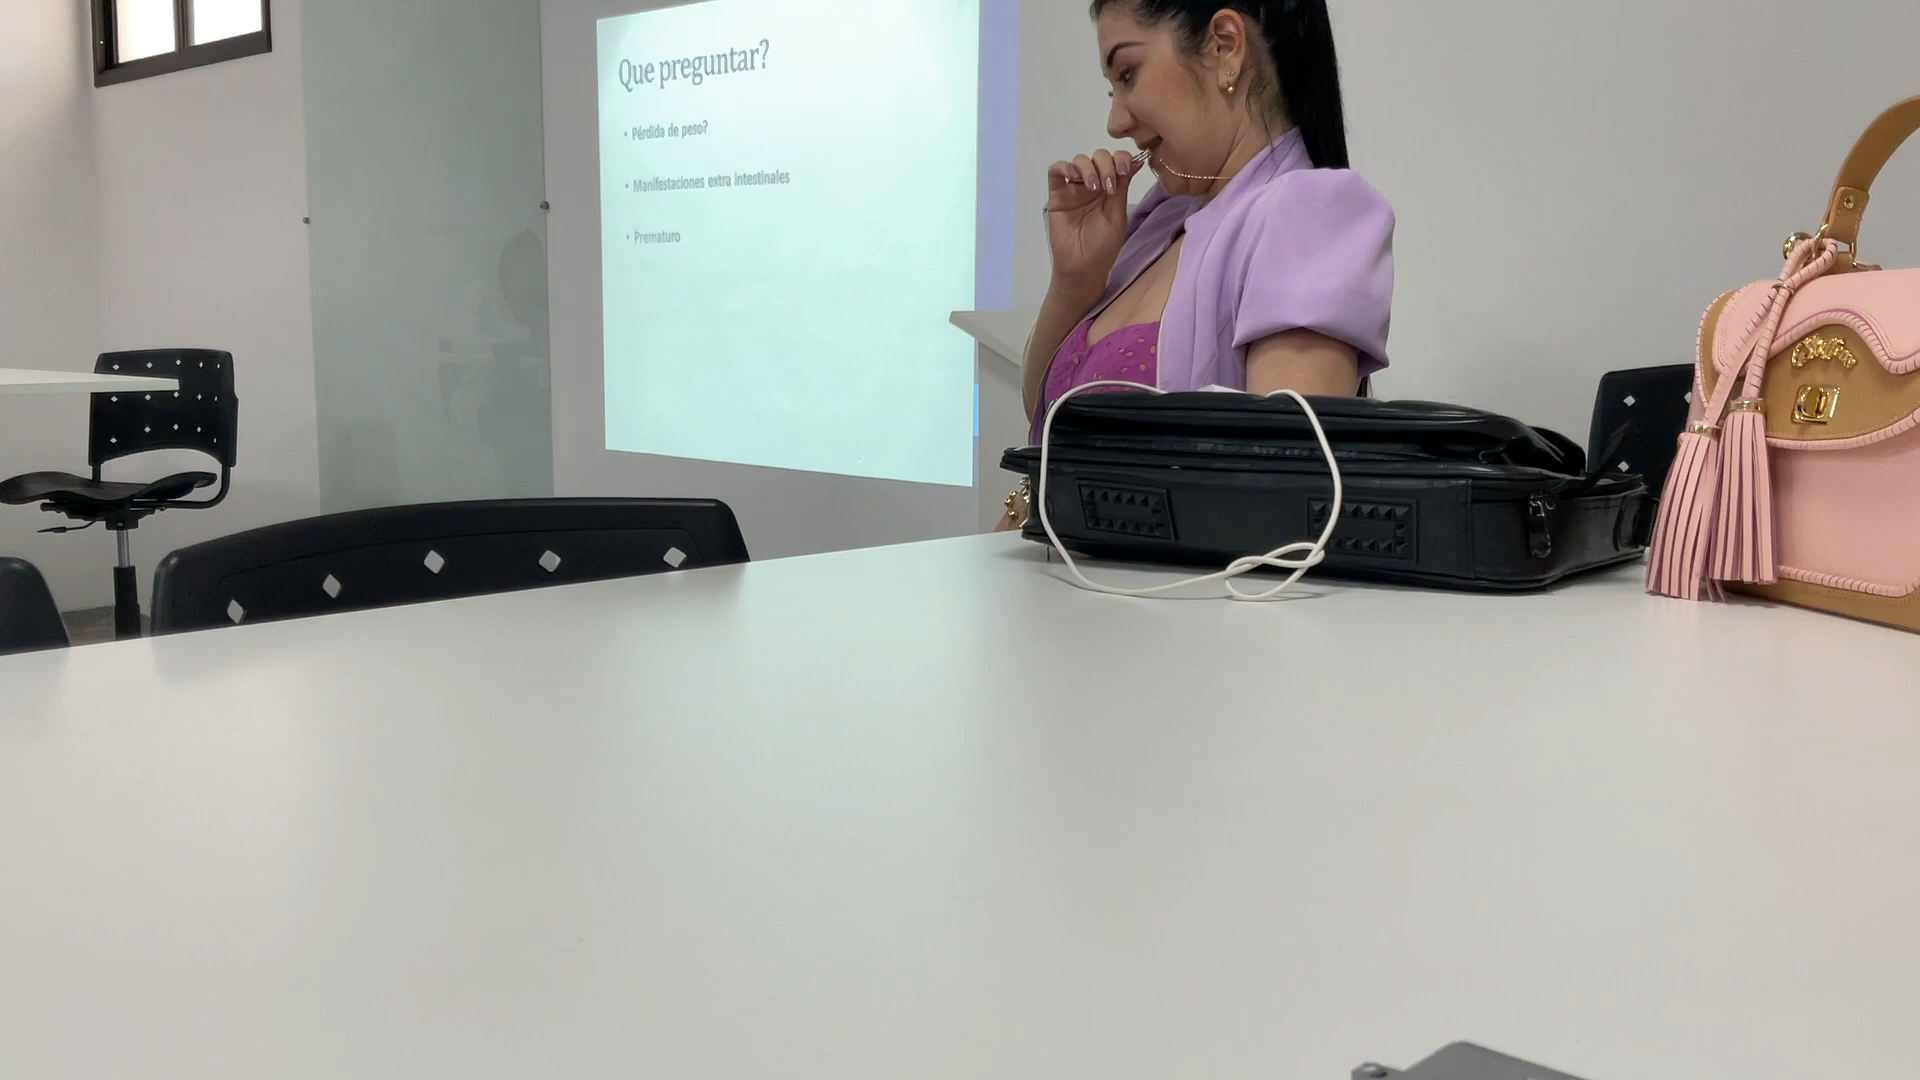 Que preguntar?
• Pérdida de peso?
• Manifestaciones extra intestinales
• Prematuro